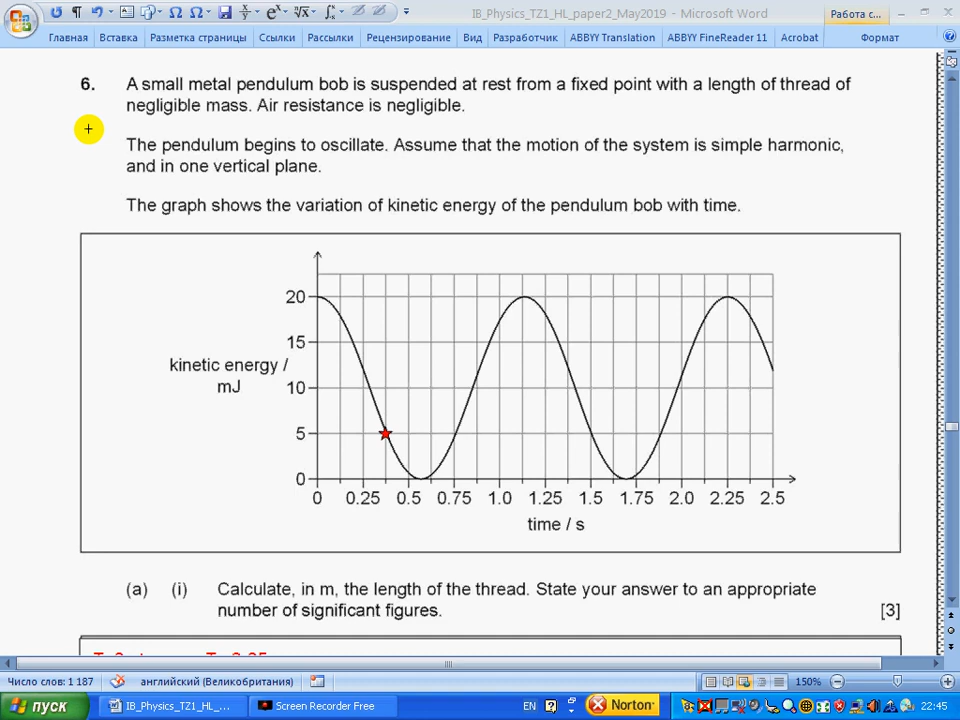 IB_Physics_TZ1_HL_paper2_May2019 - Microsoft Word
Работа с...
Главная Вставка Разметка страницы Ссылки Рассылки Рецензирование Вид Разработчик ABBYY Translation ABBYY FineReader 11 Acrobat Формат
6. A small metal pendulum bob is suspended at rest from a fixed point with a length of thread of
negligible mass. Air resistance is negligible.
The pendulum begins to oscillate. Assume that the motion of the system is simple harmonic,
and in one vertical plane.
The graph shows the variation of kinetic energy of the pendulum bob with time.
20
15
kinetic energy /
mJ
10
5
0
0 0.25 0.5 0.75 1.0 1.25 1.5 1.75 2.0 2.25 2.5
time / s
(a) (i) Calculate, in m, the length of the thread. State your answer to an appropriate
number of significant figures. [3]
Число слов: 1 187 английский (Великобритания) 150%
пуск IB_Physics_TZ1_HL_... Screen Recorder Free EN Norton 22:45